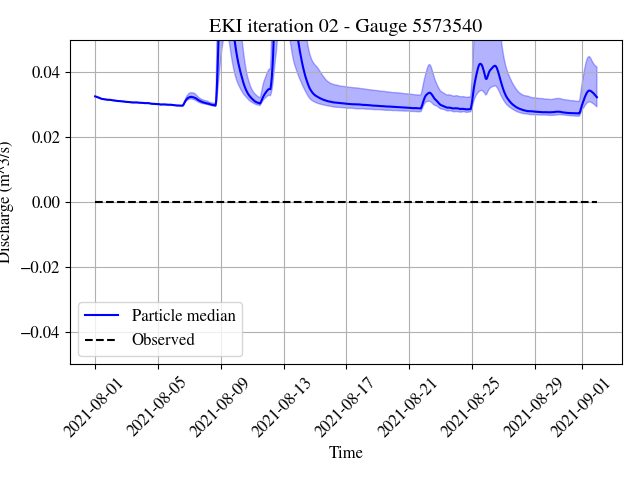 EKI iteration 02 - Gauge 5573540
Discharge (m^3/s)
0.04
0.02
0.00
−0.02
−0.04
Particle median
Observed
2021-08-01
2021-08-05
2021-08-09
2021-08-13
2021-08-17
2021-08-21
2021-08-25
2021-08-29
2021-09-01
Time